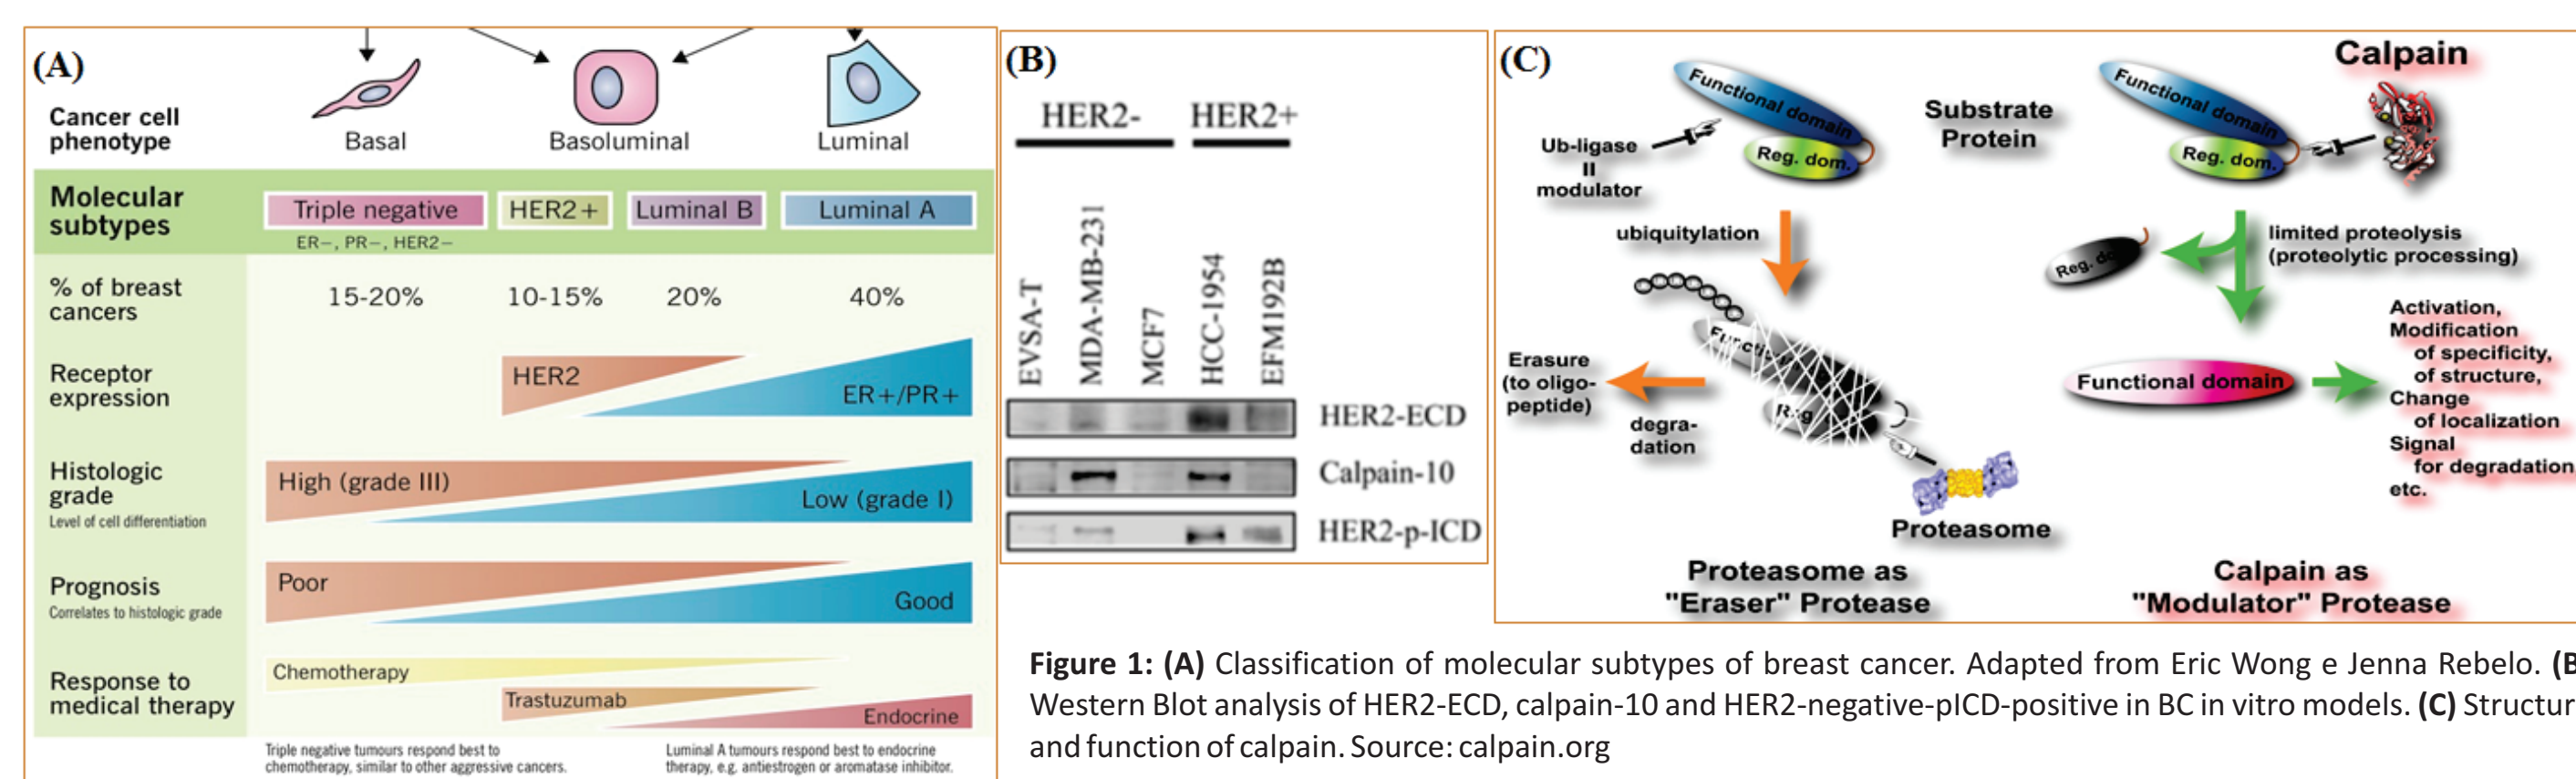 (A)
Cancer cell
phenotype
Basal
Basoluminal
Luminal
Molecular
subtypes
Triple negative
HER2+
Luminal B
Luminal A
ER−, PR−, HER2−
% of breast
cancers
15-20%
10-15%
20%
40%
Receptor
expression
HER2
ER+/PR+
Histologic
grade
Level of cell differentiation
High (grade III)
Low (grade I)
Prognosis
Correlates to histologic grade
Poor
Good
Response to
medical therapy
Chemotherapy
Trastuzumab
Endocrine
Triple negative tumours respond best to
chemotherapy, similar to other aggressive cancers.
Luminal A tumours respond best to endocrine
therapy, e.g. antiestrogen or aromatase inhibitor.
(B)
HER2-
HER2+
EVSA-T
MDA-MB-231
MCF7
HCC-1954
EFM192B
HER2-ECD
Calpain-10
HER2-p-ICD
(C)
Functional domain
Reg. dom.
Ub-ligase
II
modulator
Substrate
Protein
Calpain
Functional domain
Reg. dom.
ubiquitylation
limited proteolysis
(proteolytic processing)
Reg. do
Erasure
(to oligo-
peptide)
degra-
dation
Proteasome
Functional domain
Activation,
Modification
of specificity,
of structure,
Change
of localization
Signal
for degradation
etc.
Proteasome as
"Eraser" Protease
Calpain as
"Modulator" Protease
Figure 1: (A) Classification of molecular subtypes of breast cancer. Adapted from Eric Wong e Jenna Rebelo. (B
Western Blot analysis of HER2-ECD, calpain-10 and HER2-negative-pICD-positive in BC in vitro models. (C) Structur
and function of calpain. Source: calpain.org